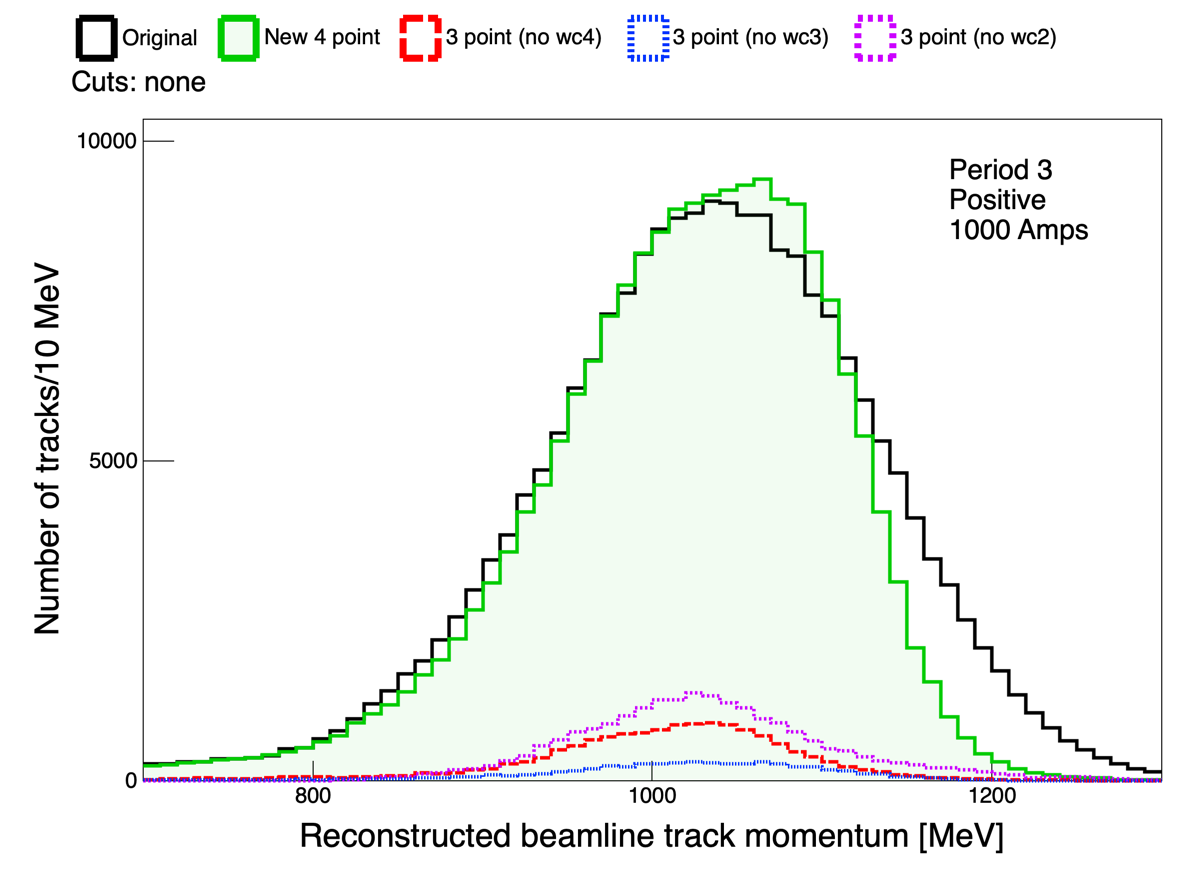 Original New 4 point 3 point (no wc4) 3 point (no wc3) 3 point (no wc2)
Cuts: none
10000
Period 3
Positive
1000 Amps
Number of tracks/10 MeV
5000
0
800 1000 1200
Reconstructed beamline track momentum [MeV]